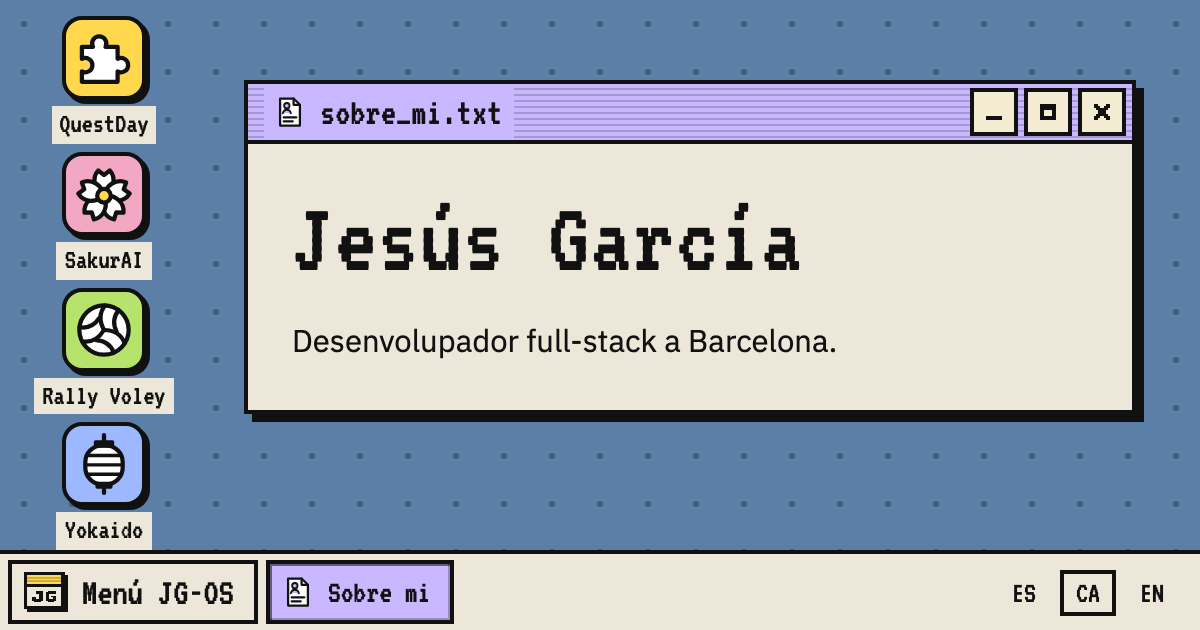 QuestDay
SakurAI
Rally Voley
Yokaido
sobre_mi.txt
Jesús García
Desenvolupador full-stack a Barcelona.
JG
Menú JG-OS
Sobre mi
ES
CA
EN